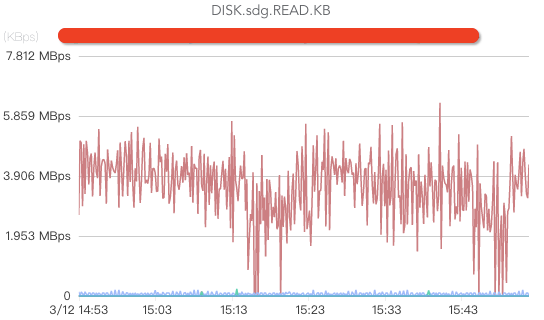 DISK.sdg.READ.KB
(KBps)
7.812 MBps
5.859 MBps
3.906 MBps
1.953 MBps
0
3/12 14:53 15:03 15:13 15:23 15:33 15:43